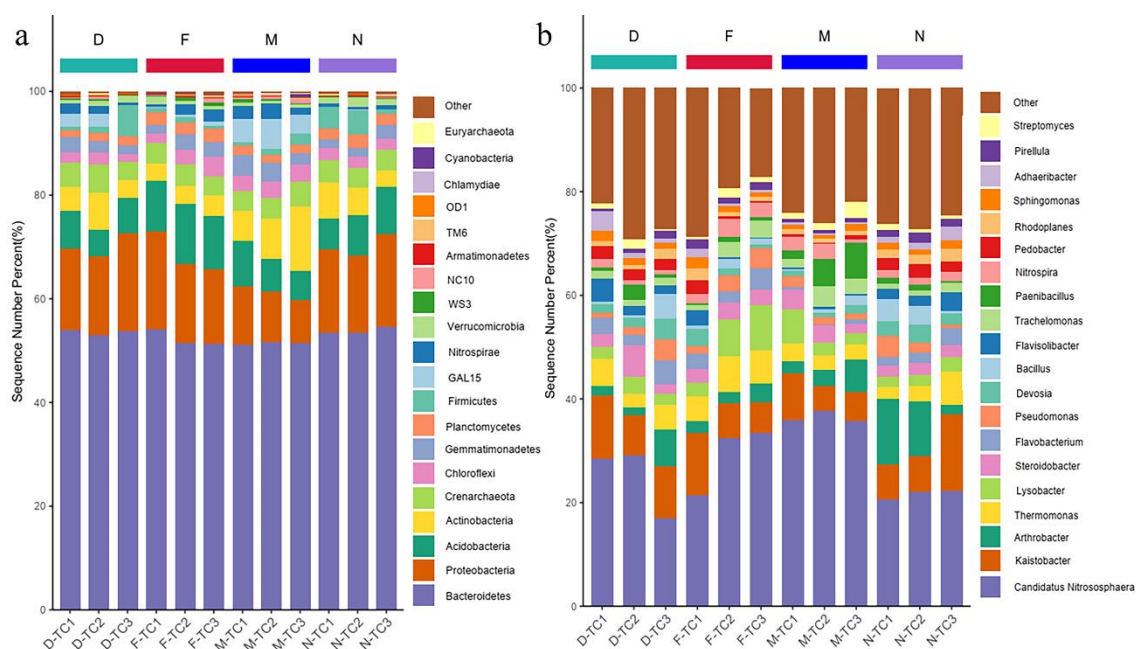 a
D F M N
100
80
60
40
20
0
Sequence Number Percent(%)
D-TC1 D-TC2 D-TC3 F-TC1 F-TC2 F-TC3 M-TC1 M-TC2 M-TC3 N-TC1 N-TC2 N-TC3
Other
Euryarchaeota
Cyanobacteria
Chlamydiae
OD1
TM6
Armatimonadetes
NC10
WS3
Verrucomicrobia
Nitrospirae
GAL15
Firmicutes
Planctomycetes
Gemmatimonadetes
Chloroflexi
Crenarchaeota
Actinobacteria
Acidobacteria
Proteobacteria
Bacteroidetes
b
D F M N
100
80
60
40
20
0
Sequence Number Percent(%)
D-TC1 D-TC2 D-TC3 F-TC1 F-TC2 F-TC3 M-TC1 M-TC2 M-TC3 N-TC1 N-TC2 N-TC3
Other
Streptomyces
Pirellula
Adhaeribacter
Sphingomonas
Rhodoplanes
Pedobacter
Nitrospira
Paenibacillus
Trachelomonas
Flavisolibacter
Bacillus
Devosia
Pseudomonas
Flavobacterium
Steroidobacter
Lysobacter
Thermomonas
Arthrobacter
Kaistobacter
Candidatus Nitrososphaera